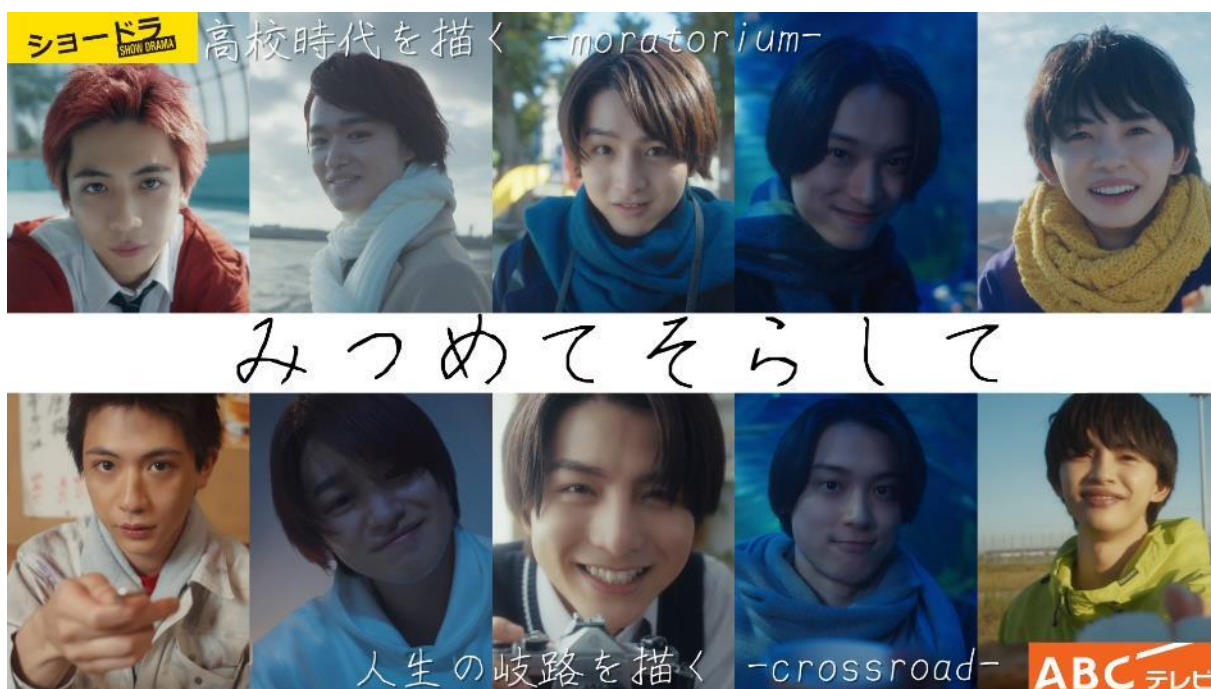 ショードラ
SHOW DRAMA
高校時代を描く -moratorium-
みつめてそらして
人生の岐路を描く -crossroad-
ABCテレビ